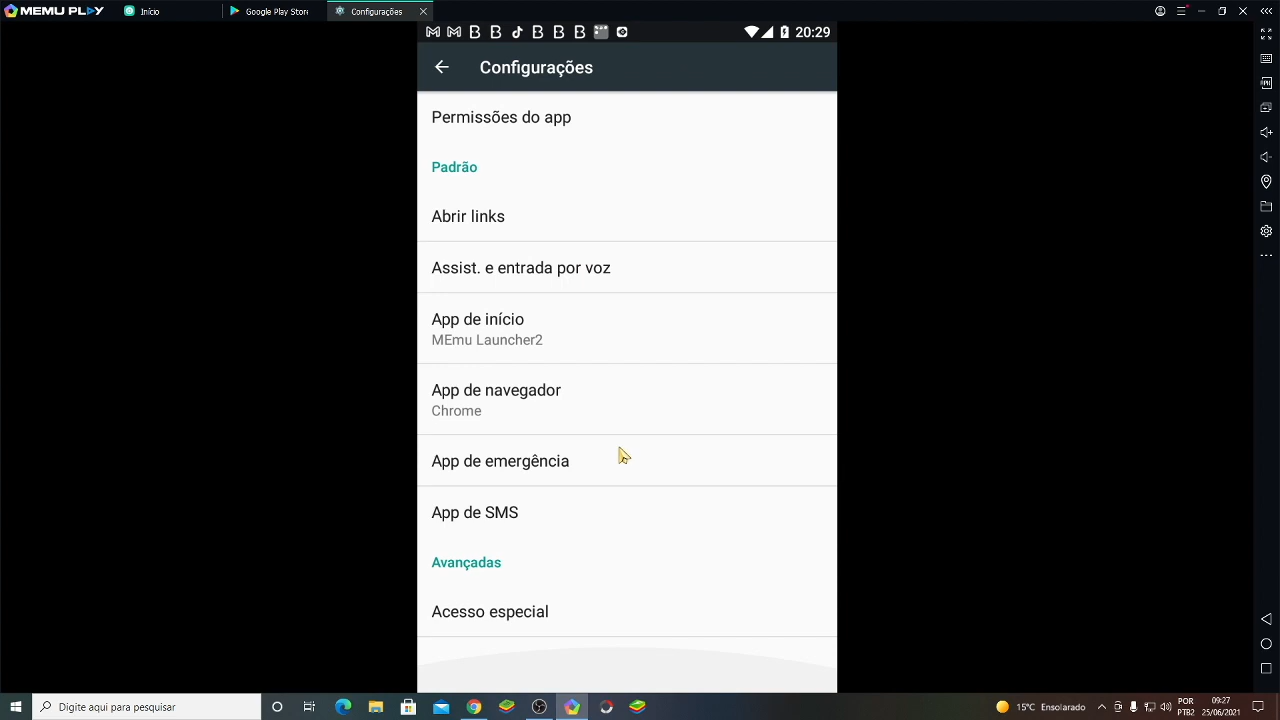 MEMU PLAY
Início
Google Play Store
Configurações
20:29
Configurações
Permissões do app
Padrão
Abrir links
Assist. e entrada por voz
App de início
MEmu Launcher2
App de navegador
Chrome
App de emergência
App de SMS
Avançadas
Acesso especial
Digite aqui para pesquisar
15°C Ensolarado
POR
PTB2
09:27
25/06/2021